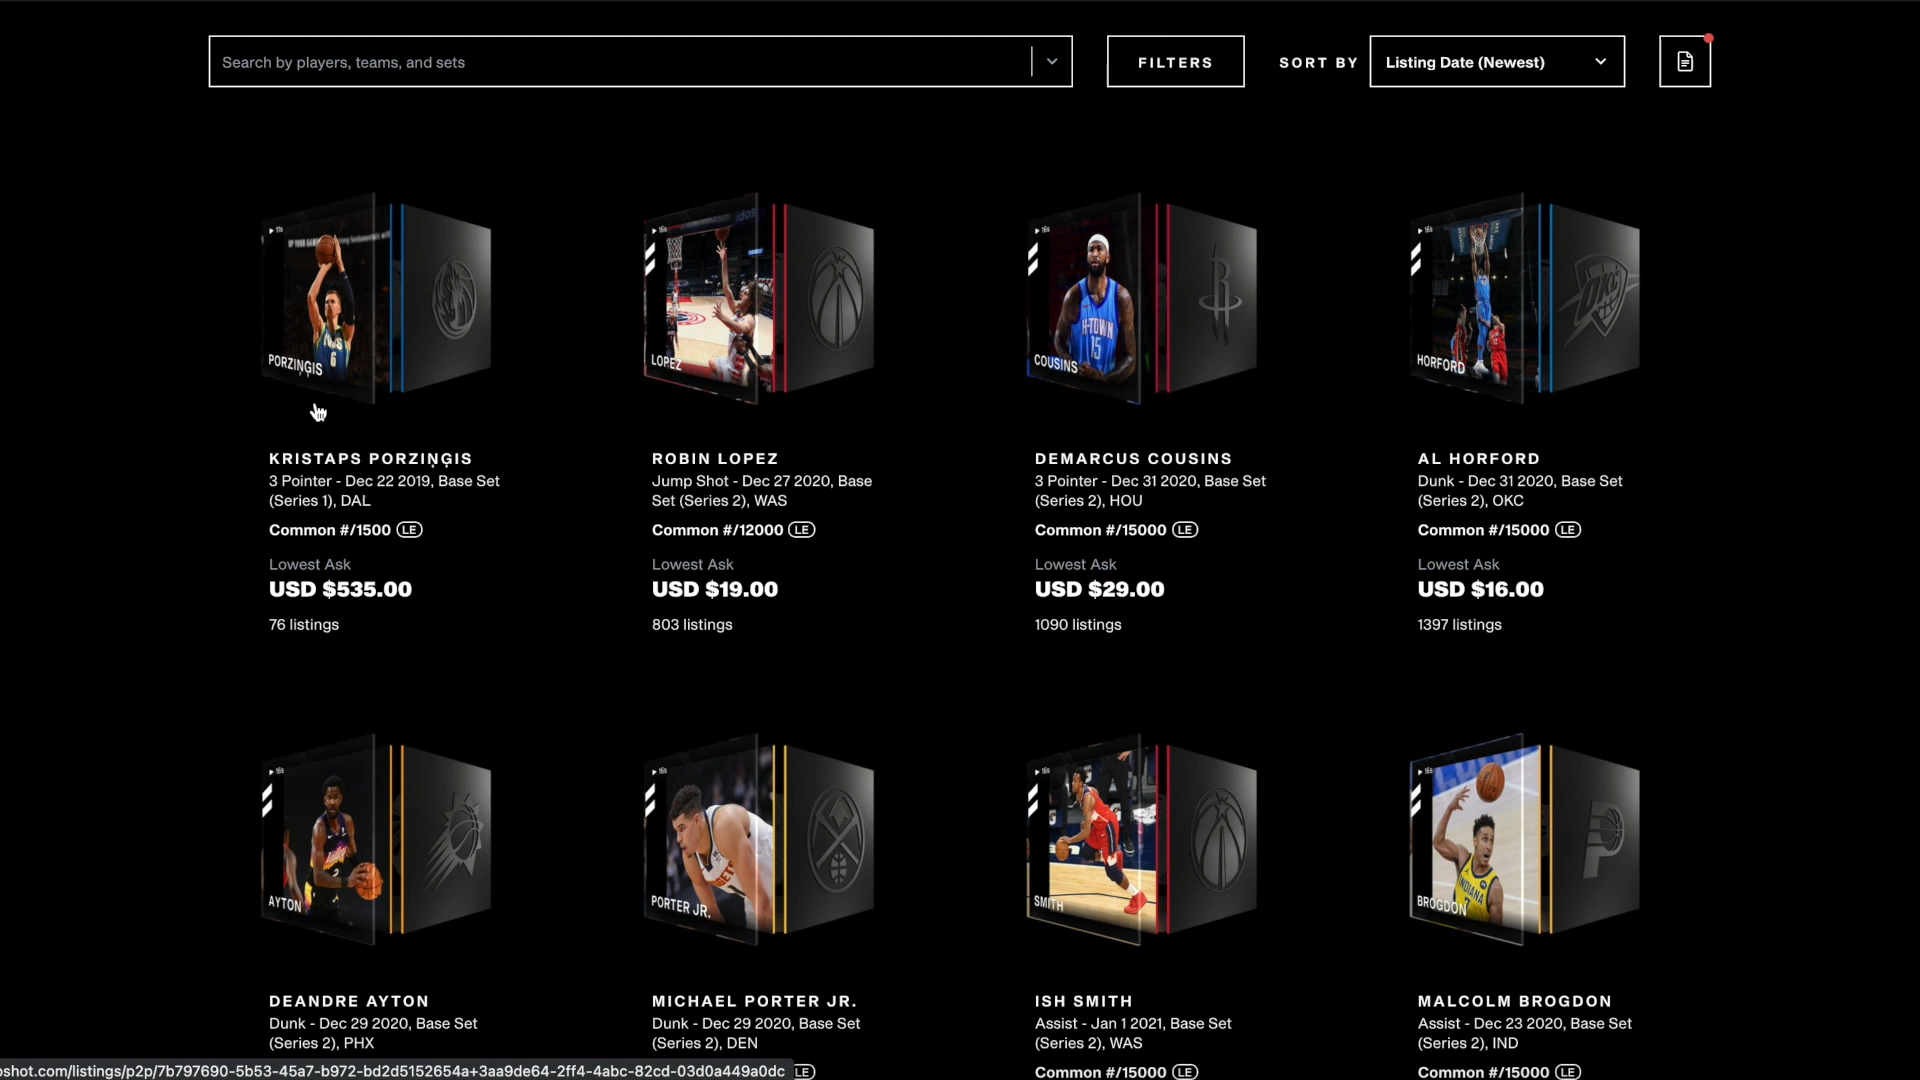 Search by players, teams, and sets
FILTERS
SORT BY
Listing Date (Newest)
PORZIŅĢIS
LOPEZ
H-TOWN
15
COUSINS
HORFORD
KRISTAPS PORZIŅĢIS
3 Pointer - Dec 22 2019, Base Set
(Series 1), DAL
Common #/1500 LE
Lowest Ask
USD $535.00
76 listings
ROBIN LOPEZ
Jump Shot - Dec 27 2020, Base
Set (Series 2), WAS
Common #/12000 LE
Lowest Ask
USD $19.00
803 listings
DEMARCUS COUSINS
3 Pointer - Dec 31 2020, Base Set
(Series 2), HOU
Common #/15000 LE
Lowest Ask
USD $29.00
1090 listings
AL HORFORD
Dunk - Dec 31 2020, Base Set
(Series 2), OKC
Common #/15000 LE
Lowest Ask
USD $16.00
1397 listings
AYTON
PORTER JR.
SMITH
INDIANA
BROGDON
DEANDRE AYTON
Dunk - Dec 29 2020, Base Set
(Series 2), PHX
MICHAEL PORTER JR.
Dunk - Dec 29 2020, Base Set
(Series 2), DEN
LE
ISH SMITH
Assist - Jan 1 2021, Base Set
(Series 2), WAS
Common #/15000 LE
MALCOLM BROGDON
Assist - Dec 23 2020, Base Set
(Series 2), IND
Common #/15000 LE
pshot.com/listings/p2p/7b797690-5b53-45a7-b972-bd2d5152654a+3aa9de64-2ff4-4abc-82cd-03d0a449a0dc